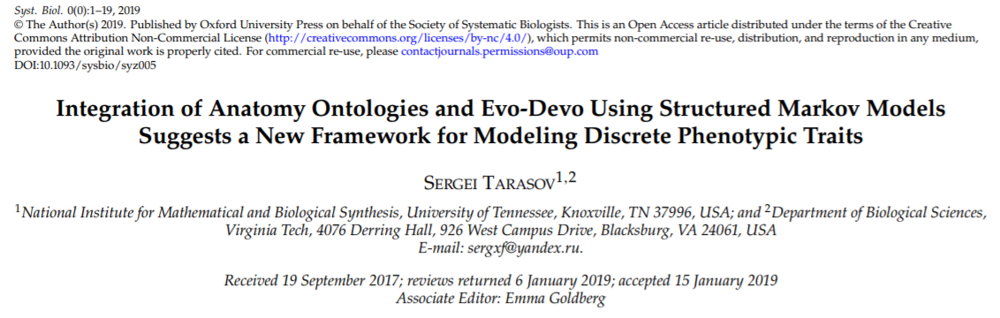 Syst. Biol. 0(0):1–19, 2019
© The Author(s) 2019. Published by Oxford University Press on behalf of the Society of Systematic Biologists. This is an Open Access article distributed under the terms of the Creative
Commons Attribution Non-Commercial License (http://creativecommons.org/licenses/by-nc/4.0/), which permits non-commercial re-use, distribution, and reproduction in any medium,
provided the original work is properly cited. For commercial re-use, please contactjournals.permissions@oup.com
DOI:10.1093/sysbio/syz005
Integration of Anatomy Ontologies and Evo-Devo Using Structured Markov Models
Suggests a New Framework for Modeling Discrete Phenotypic Traits
SERGEI TARASOV1,2
1National Institute for Mathematical and Biological Synthesis, University of Tennessee, Knoxville, TN 37996, USA; and 2Department of Biological Sciences,
Virginia Tech, 4076 Derring Hall, 926 West Campus Drive, Blacksburg, VA 24061, USA
E-mail: sergxf@yandex.ru.
Received 19 September 2017; reviews returned 6 January 2019; accepted 15 January 2019
Associate Editor: Emma Goldberg